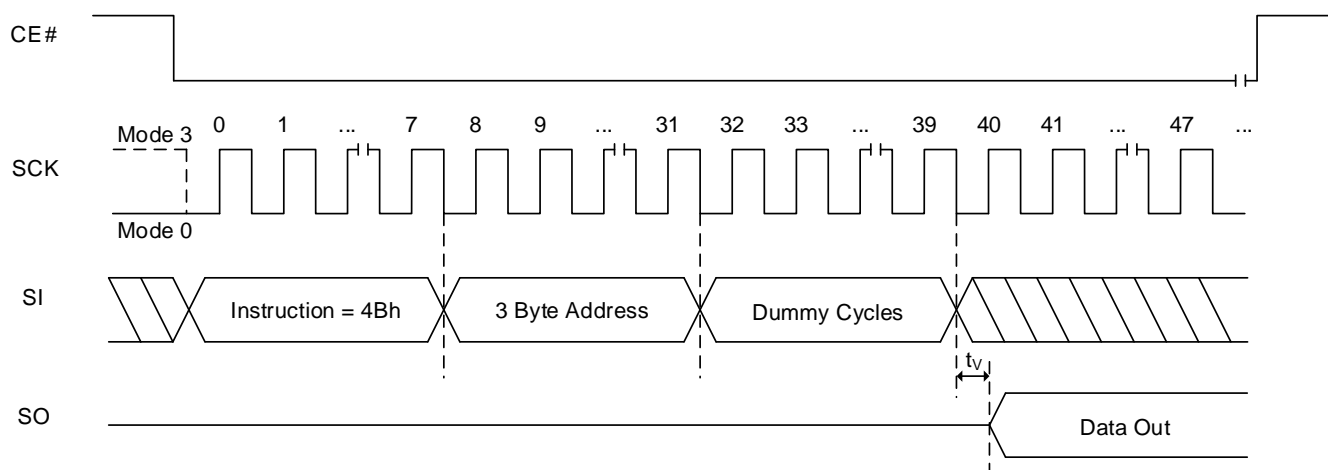 CE#
Mode 3
0 1 ... 7 8 9 ... 31 32 33 ... 39 40 41 ... 47 ...
SCK
Mode 0
SI
Instruction = 4Bh
3 Byte Address
Dummy Cycles
tV
SO
Data Out